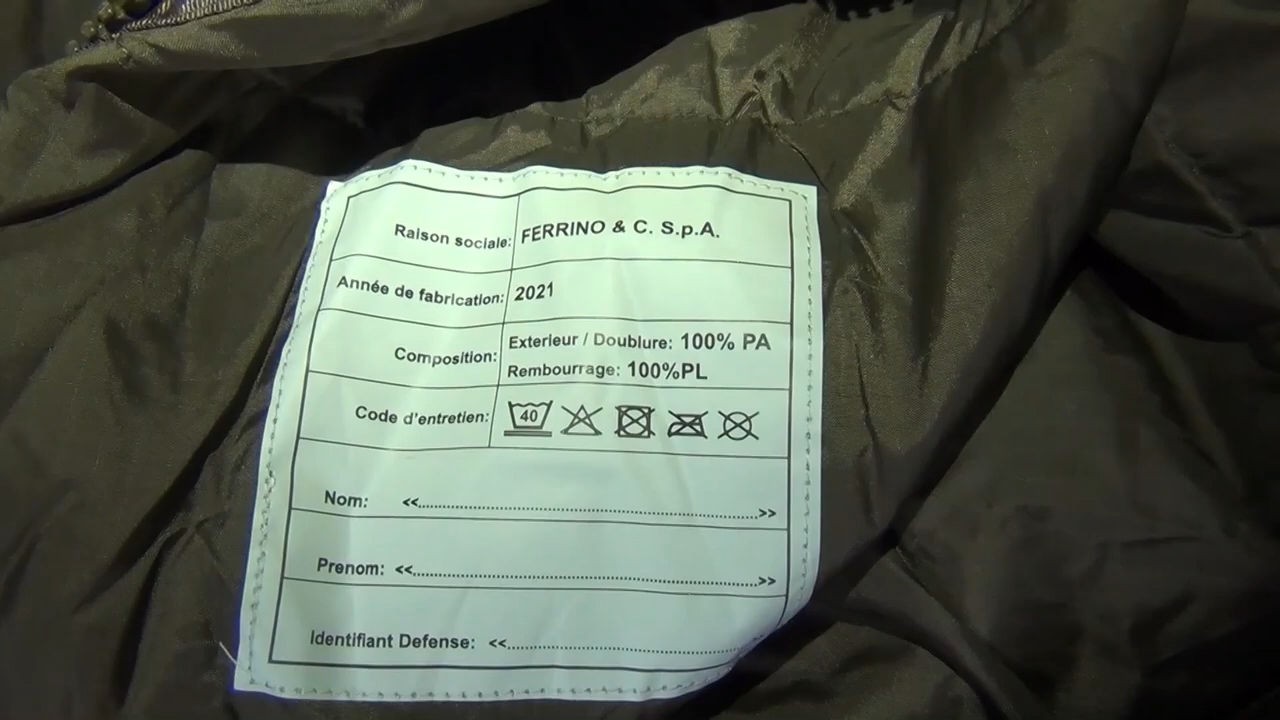 Raison sociale: FERRINO & C. S.p.A.
Année de fabrication: 2021
Composition: Exterieur / Doublure: 100% PA
Rembourrage: 100%PL
Code d'entretien: 40
Nom: <<........................................>>
Prenom: <<........................................>>
Identifiant Defense: <<........................................